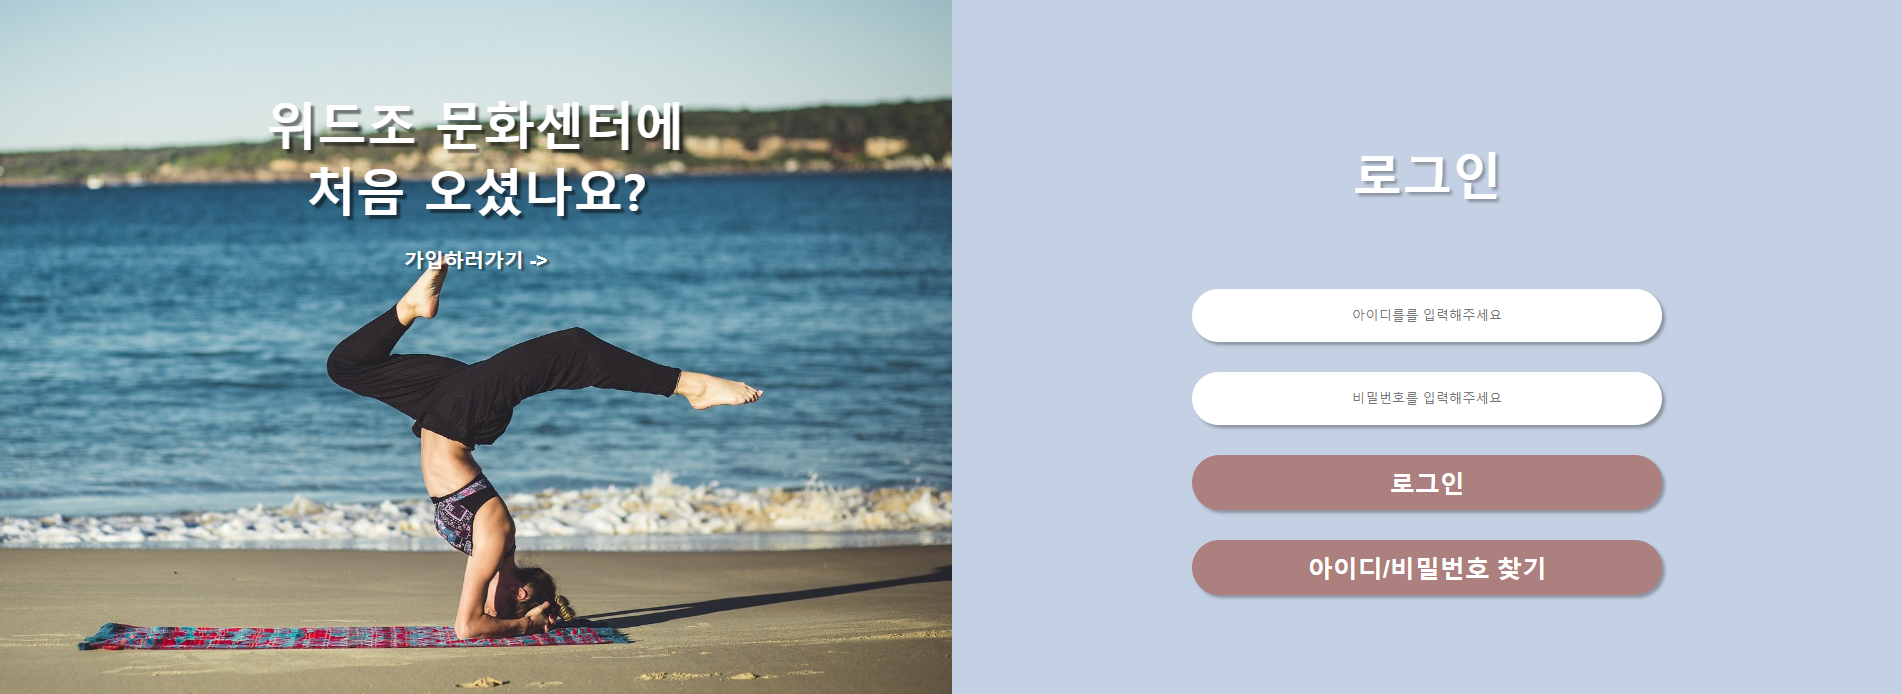 위드조 문화센터에
처음 오셨나요?
가입하러가기 ->
로그인
아이디를를 입력해주세요
비밀번호를 입력해주세요
로그인
아이디/비밀번호 찾기